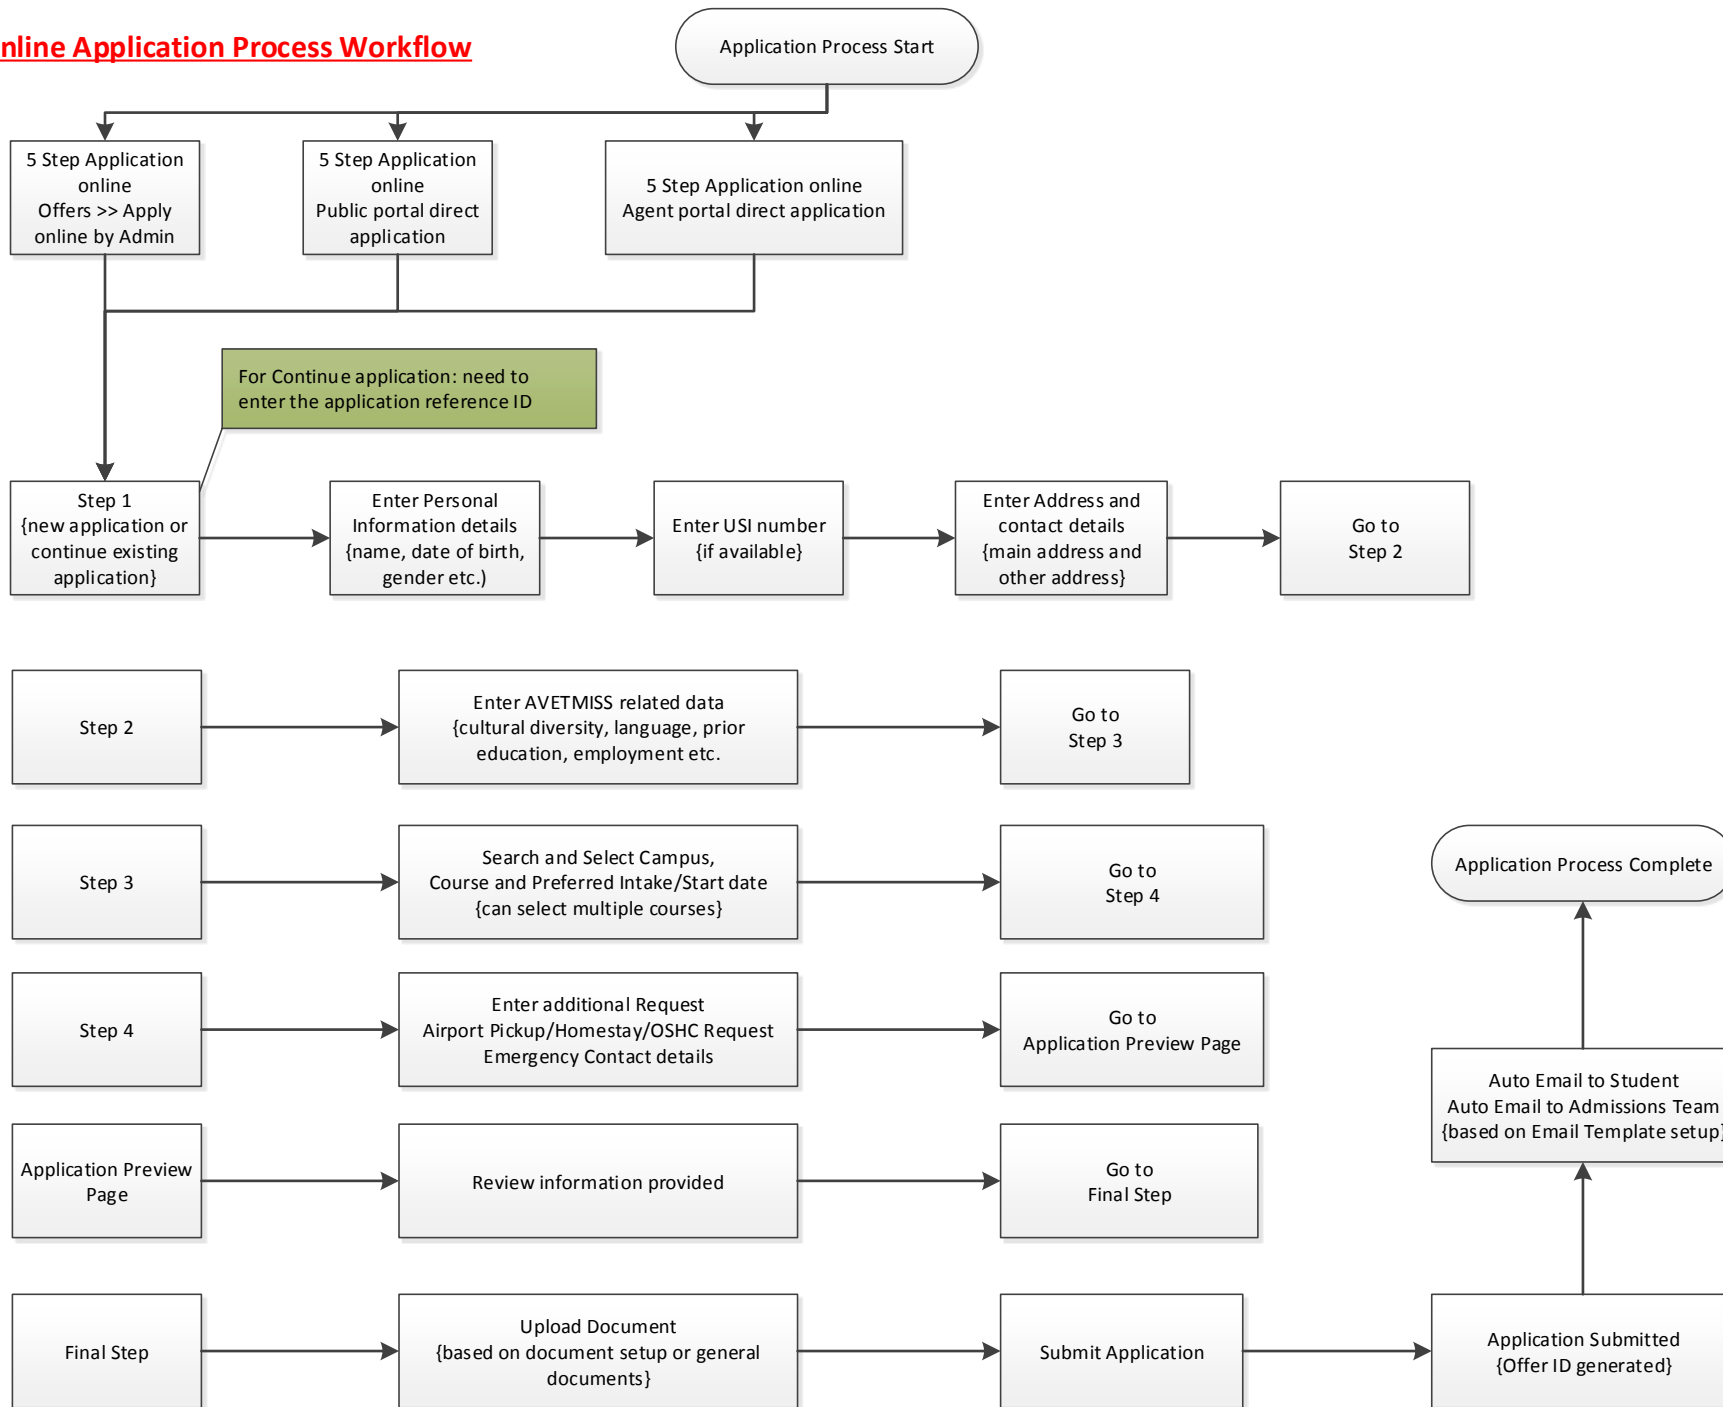 nline Application Process Workflow
Application Process Start
5 Step Application
online
Offers >> Apply
online by Admin
5 Step Application
online
Public portal direct
application
5 Step Application online
Agent portal direct application
For Continue application: need to
enter the application reference ID
Step 1
{new application or
continue existing
application}
Enter Personal
Information details
{name, date of birth,
gender etc.)
Enter USI number
{if available}
Enter Address and
contact details
{main address and
other address}
Go to
Step 2
Step 2
Enter AVETMISS related data
{cultural diversity, language, prior
education, employment etc.
Go to
Step 3
Step 3
Search and Select Campus,
Course and Preferred Intake/Start date
{can select multiple courses}
Go to
Step 4
Application Process Complete
Step 4
Enter additional Request
Airport Pickup/Homestay/OSHC Request
Emergency Contact details
Go to
Application Preview Page
Auto Email to Student
Auto Email to Admissions Team
{based on Email Template setup}
Application Preview
Page
Review information provided
Go to
Final Step
Final Step
Upload Document
{based on document setup or general
documents}
Submit Application
Application Submitted
{Offer ID generated}